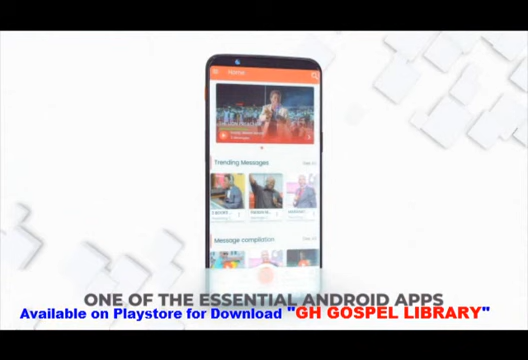 Home
Trending Messages
Message compilation
ONE OF THE ESSENTIAL ANDROID APPS
Available on Playstore for Download "GH GOSPEL LIBRARY"